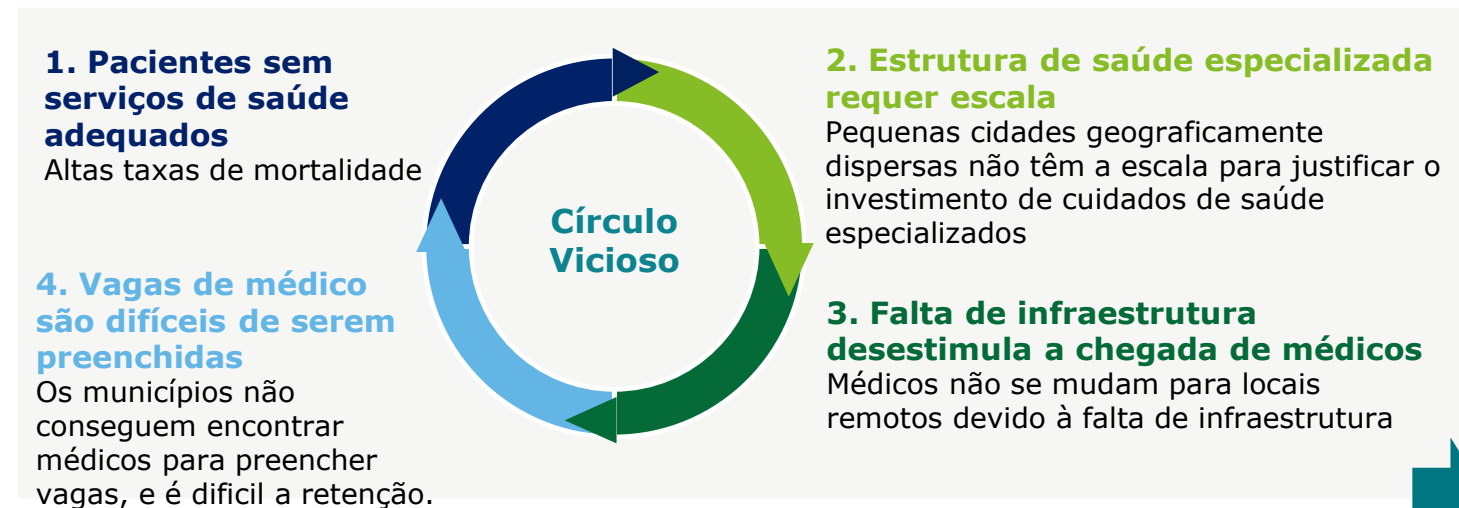 1. Pacientes sem
serviços de saúde
adequados
Altas taxas de mortalidade
2. Estrutura de saúde especializada
requer escala
Pequenas cidades geograficamente
dispersas não têm a escala para justificar o
investimento de cuidados de saúde
especializados
Círculo
Vicioso
3. Falta de infraestrutura
desestimula a chegada de médicos
Médicos não se mudam para locais
remotos devido à falta de infraestrutura
4. Vagas de médico
são difíceis de serem
preenchidas
Os municípios não
conseguem encontrar
médicos para preencher
vagas, e é dificil a retenção.